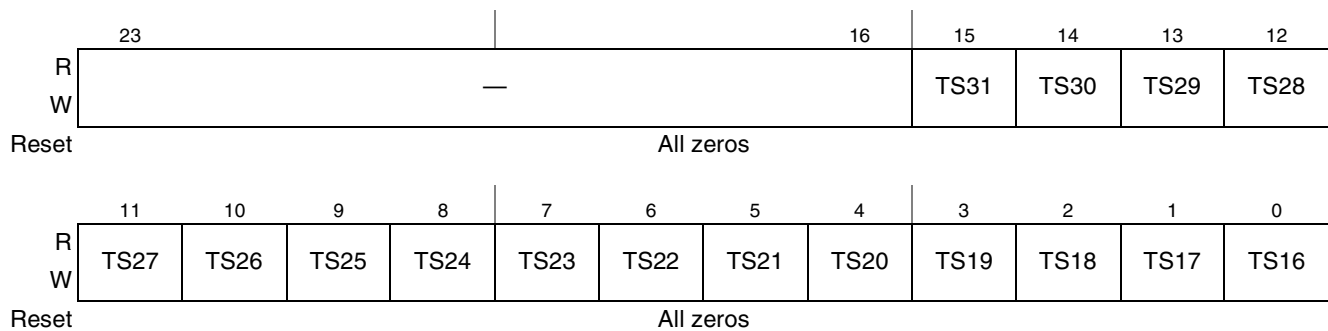 23 16 15 14 13 12
R
W
— TS31 TS30 TS29 TS28
Reset All zeros
11 10 9 8 7 6 5 4 3 2 1 0
R
W
TS27 TS26 TS25 TS24 TS23 TS22 TS21 TS20 TS19 TS18 TS17 TS16
Reset All zeros